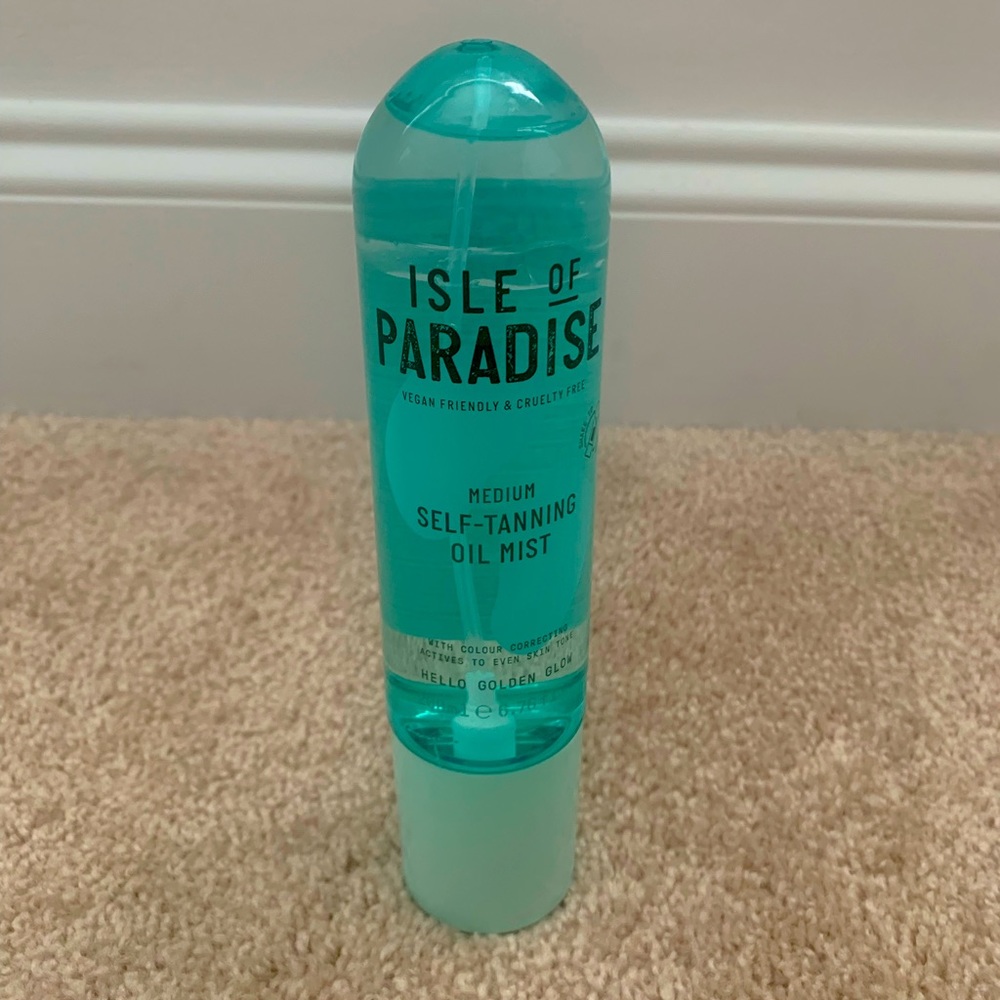 ISLE OF
PARADISE
VEGAN FRIENDLY & CRUELTY FREE
MEDIUM
SELF-TANNING
OIL MIST
WITH COLOUR CORRECTING
ACTIVES TO EVEN SKIN TONE
HELLO GOLDEN GLOW